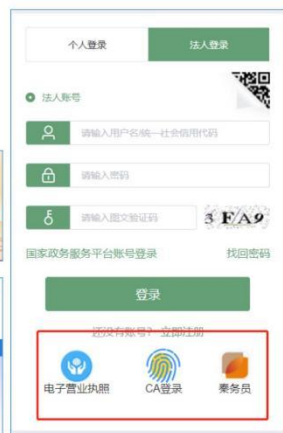 个人登录 法人登录
法人账号
请输入用户名/统一社会信用代码
请输入密码
请输入图文验证码 3 FA9
国家政务服务平台账号登录 找回密码
登录
还没有账号? 立即注册
电子营业执照 CA登录 秦务员